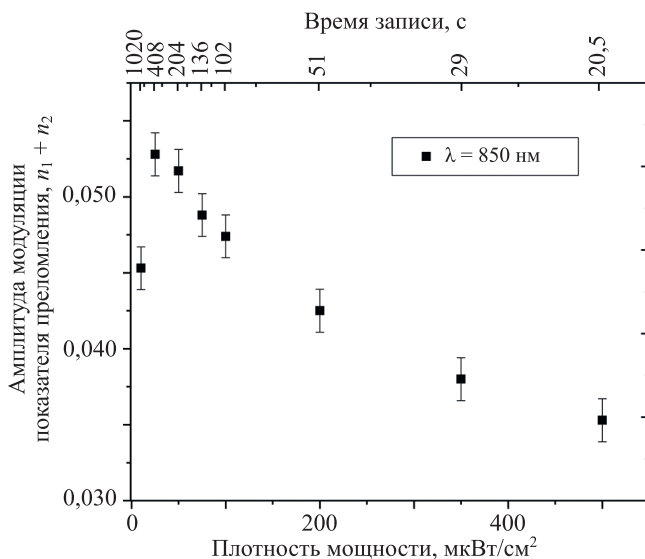 Время записи, с
1020
408
204
136
102
51
29
20,5
Амплитуда модуляции
показателя преломления, n₁ + n₂
0,050
0,040
0,030
λ = 850 нм
0
200
400
Плотность мощности, мкВт/см²